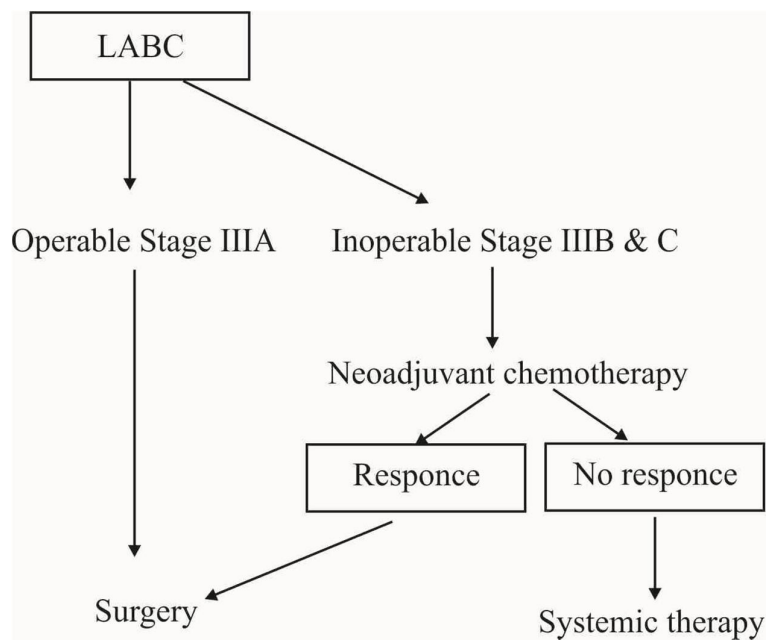 LABC
Operable Stage IIIA
Inoperable Stage IIIB & C
Neoadjuvant chemotherapy
Responce
No responce
Surgery
Systemic therapy